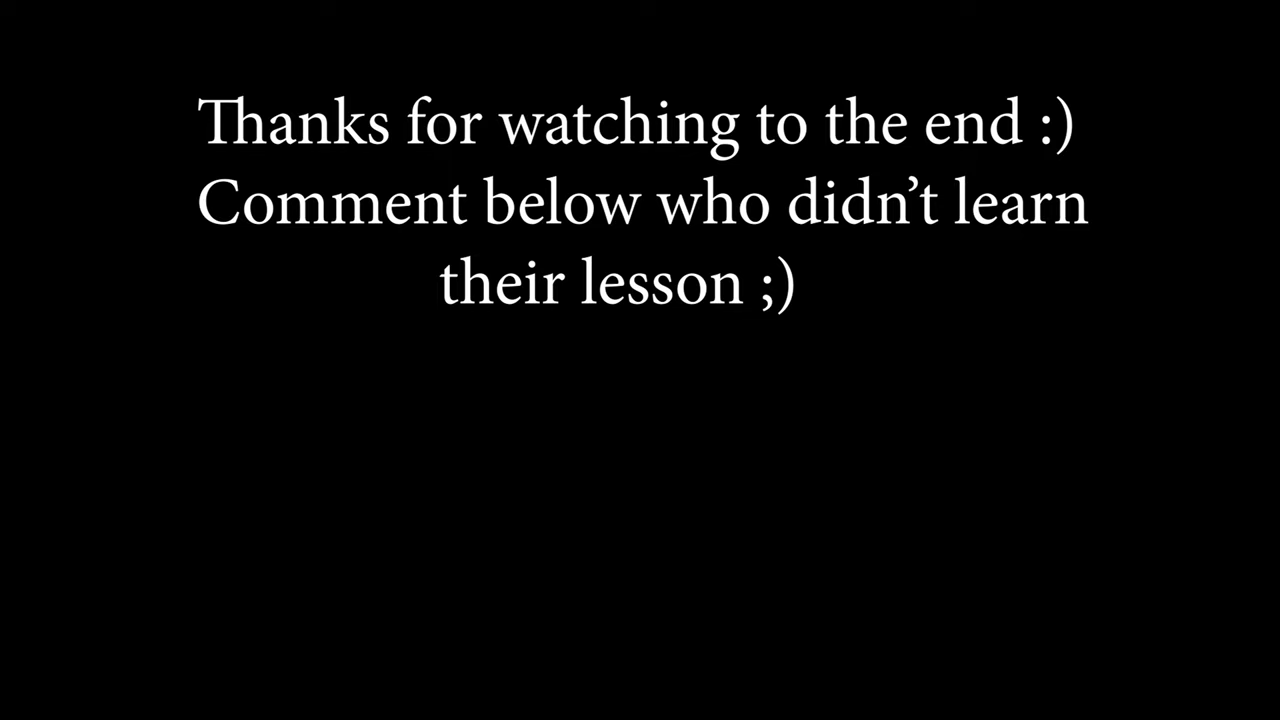 Thanks for watching to the end :)
Comment below who didn’t learn
their lesson ;)